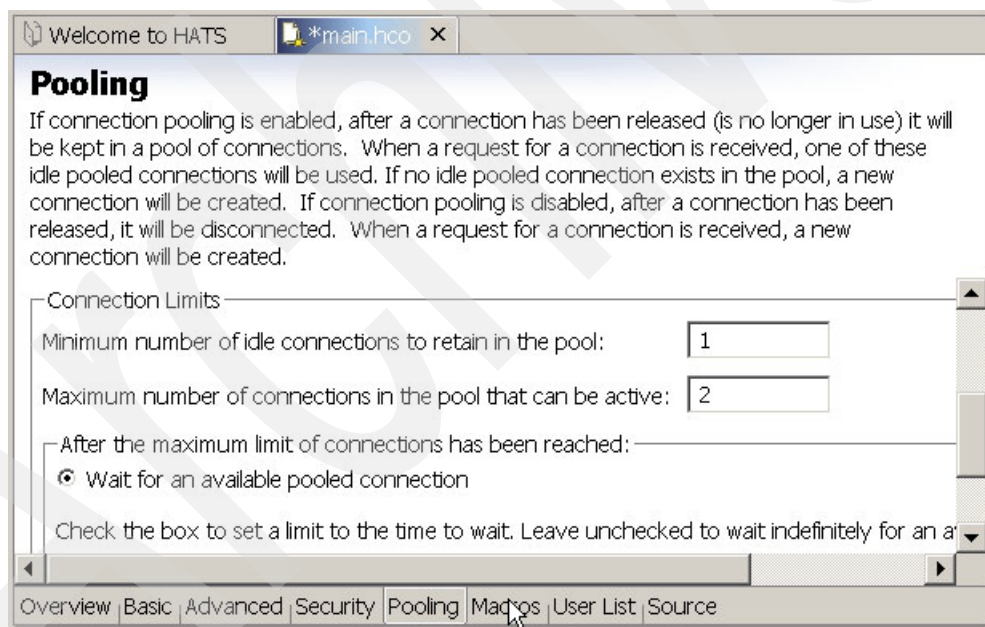 Welcome to HATS
*main.hco
Pooling
If connection pooling is enabled, after a connection has been released (is no longer in use) it will
be kept in a pool of connections. When a request for a connection is received, one of these
idle pooled connections will be used. If no idle pooled connection exists in the pool, a new
connection will be created. If connection pooling is disabled, after a connection has been
released, it will be disconnected. When a request for a connection is received, a new
connection will be created.
Connection Limits
Minimum number of idle connections to retain in the pool: 1
Maximum number of connections in the pool that can be active: 2
After the maximum limit of connections has been reached:
Wait for an available pooled connection
Check the box to set a limit to the time to wait. Leave unchecked to wait indefinitely for an
Overview Basic Advanced Security Pooling Macros User List Source